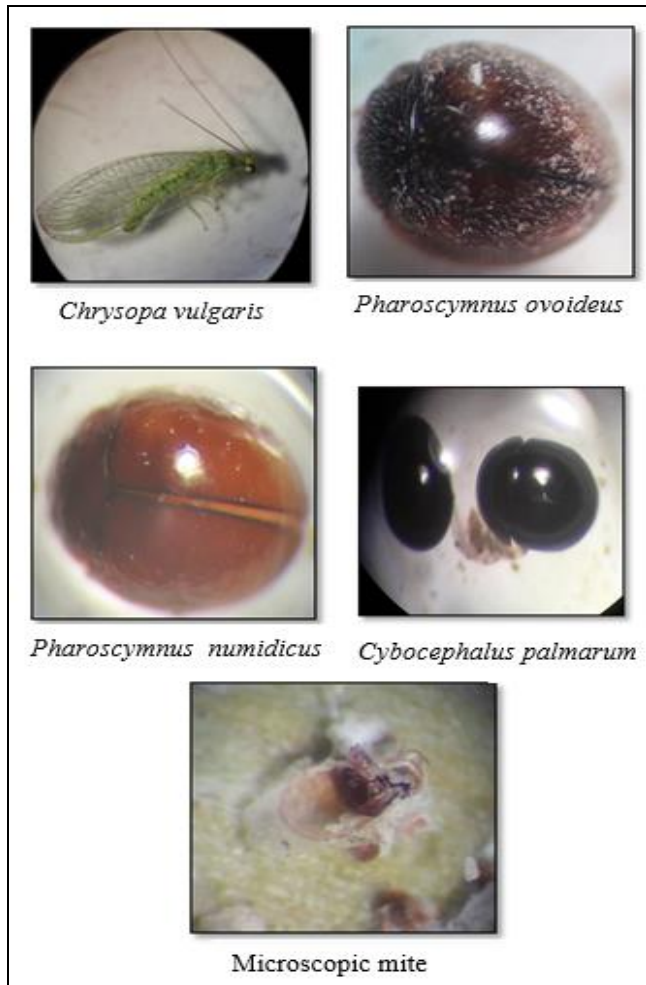 Chrysopa vulgaris
Pharoscymnus ovoideus
Pharoscymnus numidicus
Cybocephalus palmarum
Microscopic mite